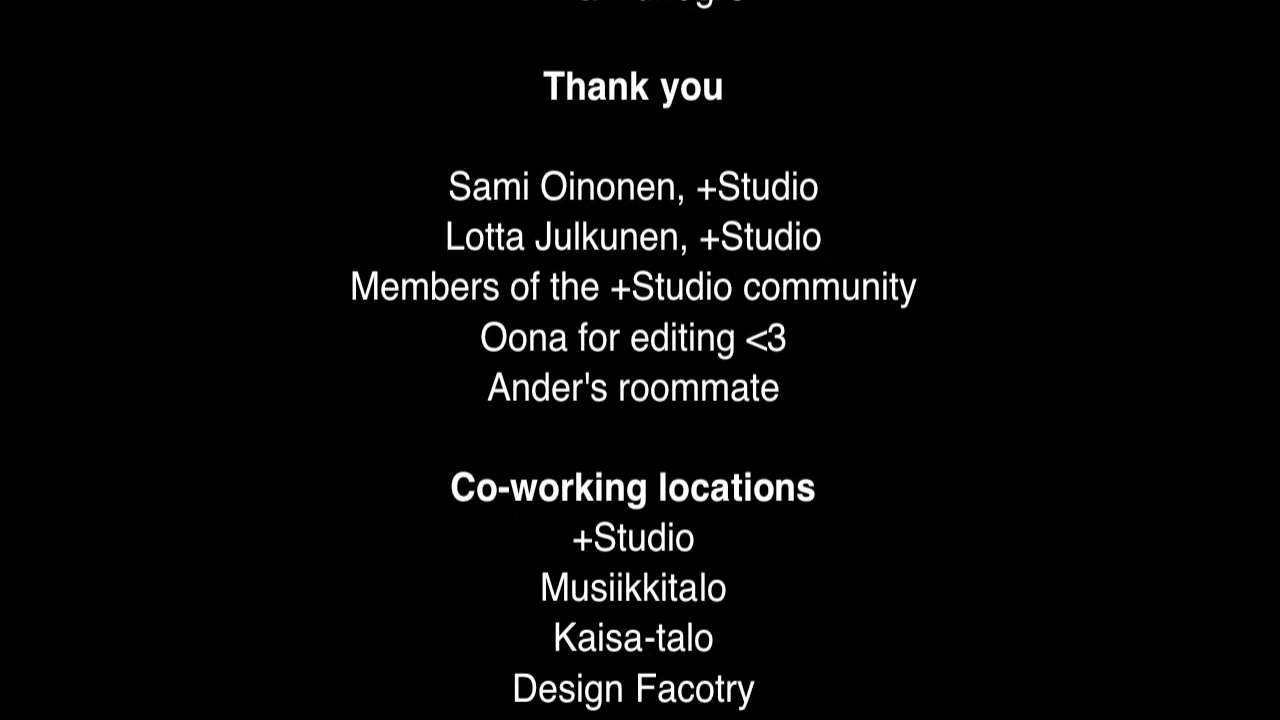 Thank you
Sami Oinonen, +Studio
Lotta Julkunen, +Studio
Members of the +Studio community
Oona for editing <3
Ander's roommate
Co-working locations
+Studio
Musiikkitalo
Kaisa-talo
Design Facotry